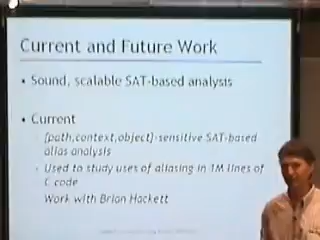 Current and Future Work
• Sound, scalable SAT-based analysis
• Current
– {path,context,object}-sensitive SAT-based
alias analysis
– Used to study uses of aliasing in 1M lines of
C code
– Work with Brian Hackett